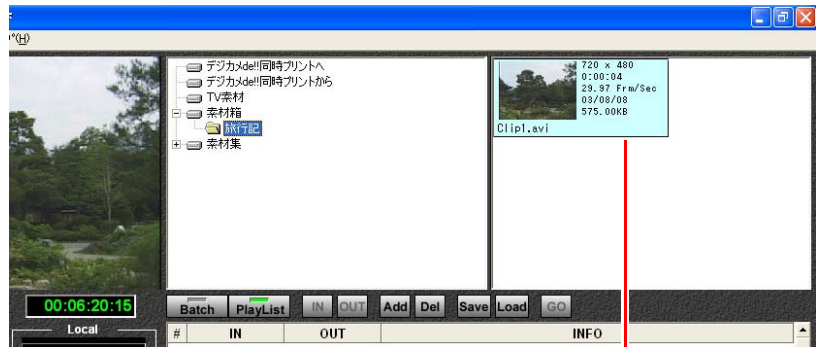 (H)
デジカメde!!同時プリントへ
デジカメde!!同時プリントから
TV素材
素材箱
旅行記
素材集
720 x 480
0:00:04
29.97 Frm/Sec
03/08/08
575.00KB
Clip1.avi
00:06:20:15
Batch PlayList IN OUT Add Del Save Load GO
Local
# IN OUT INFO